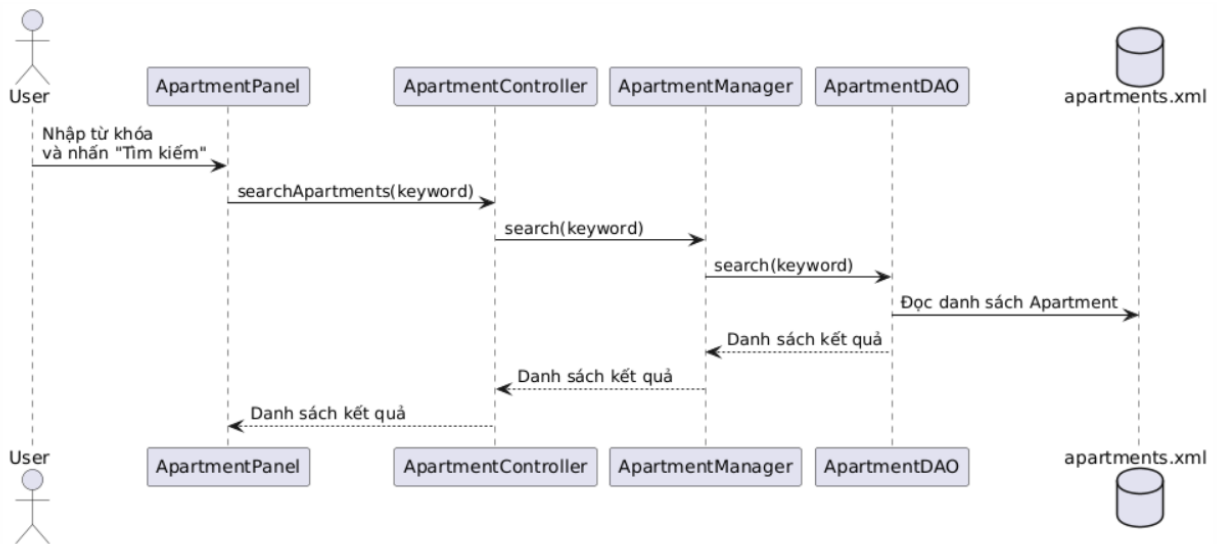 User
ApartmentPanel
ApartmentController
ApartmentManager
ApartmentDAO
apartments.xml
Nhập từ khóa
và nhấn "Tìm kiếm"
searchApartments(keyword)
search(keyword)
search(keyword)
Đọc danh sách Apartment
Danh sách kết quả
Danh sách kết quả
Danh sách kết quả
User
ApartmentPanel
ApartmentController
ApartmentManager
ApartmentDAO
apartments.xml